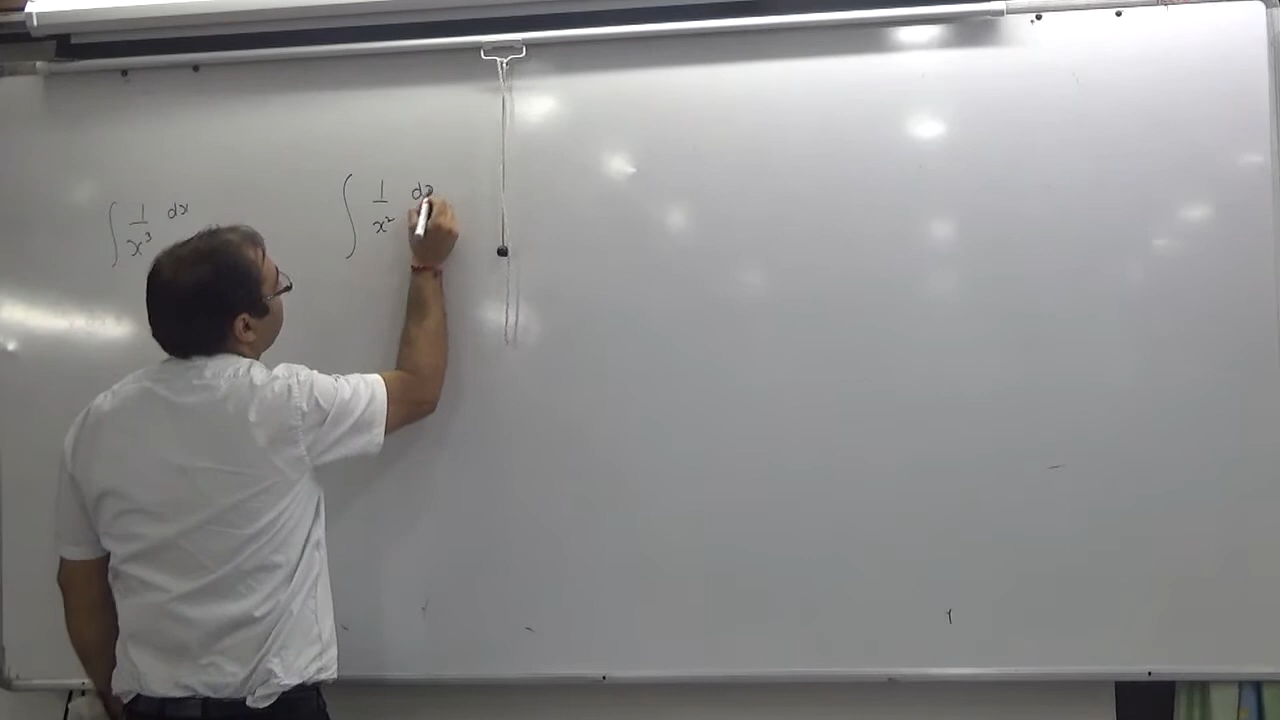 ∫ 1/x³ dx
∫ 1/x² dx